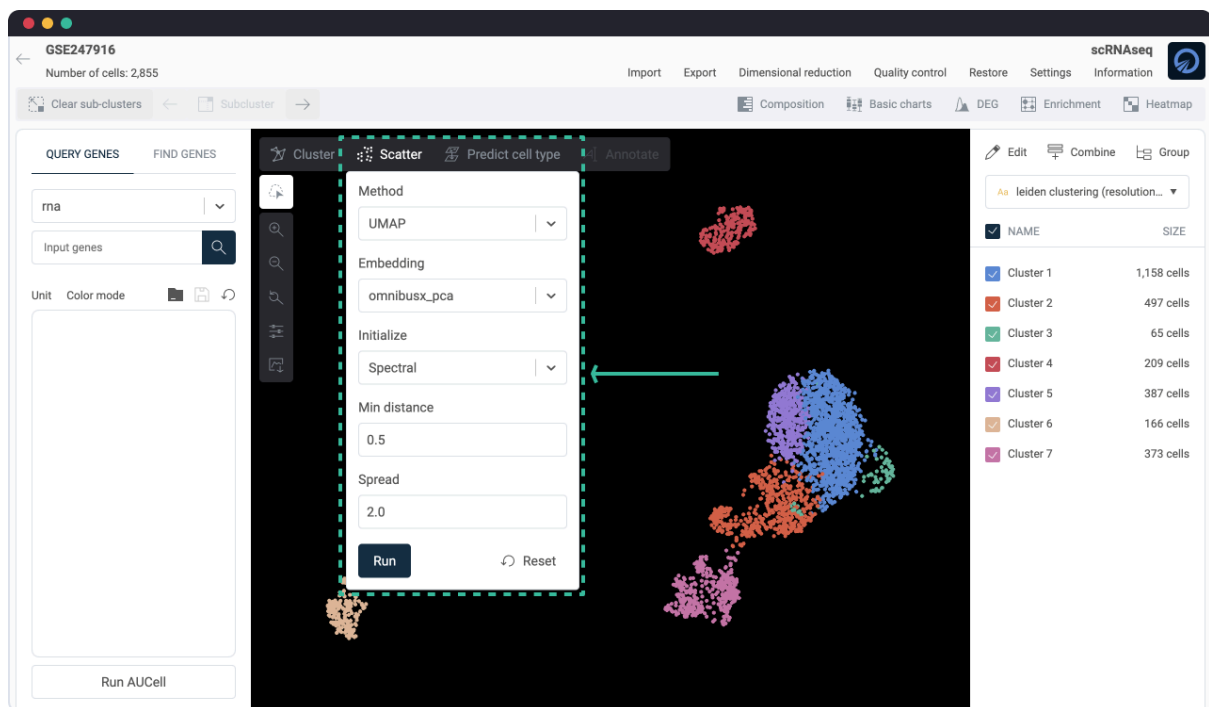 GSE247916
Number of cells: 2,855
scRNAseq
Import Export Dimensional reduction Quality control Restore Settings Information
Clear sub-clusters Subcluster
Composition Basic charts DEG Enrichment Heatmap
QUERY GENES FIND GENES
rna
Input genes
Unit Color mode
Run AUCell
Cluster Scatter Predict cell type Annotate
Method
UMAP
Embedding
omnibusx_pca
Initialize
Spectral
Min distance
0.5
Spread
2.0
Run Reset
Edit Combine Group
Aa leiden clustering (resolution...
NAME SIZE
Cluster 1 1,158 cells
Cluster 2 497 cells
Cluster 3 65 cells
Cluster 4 209 cells
Cluster 5 387 cells
Cluster 6 166 cells
Cluster 7 373 cells